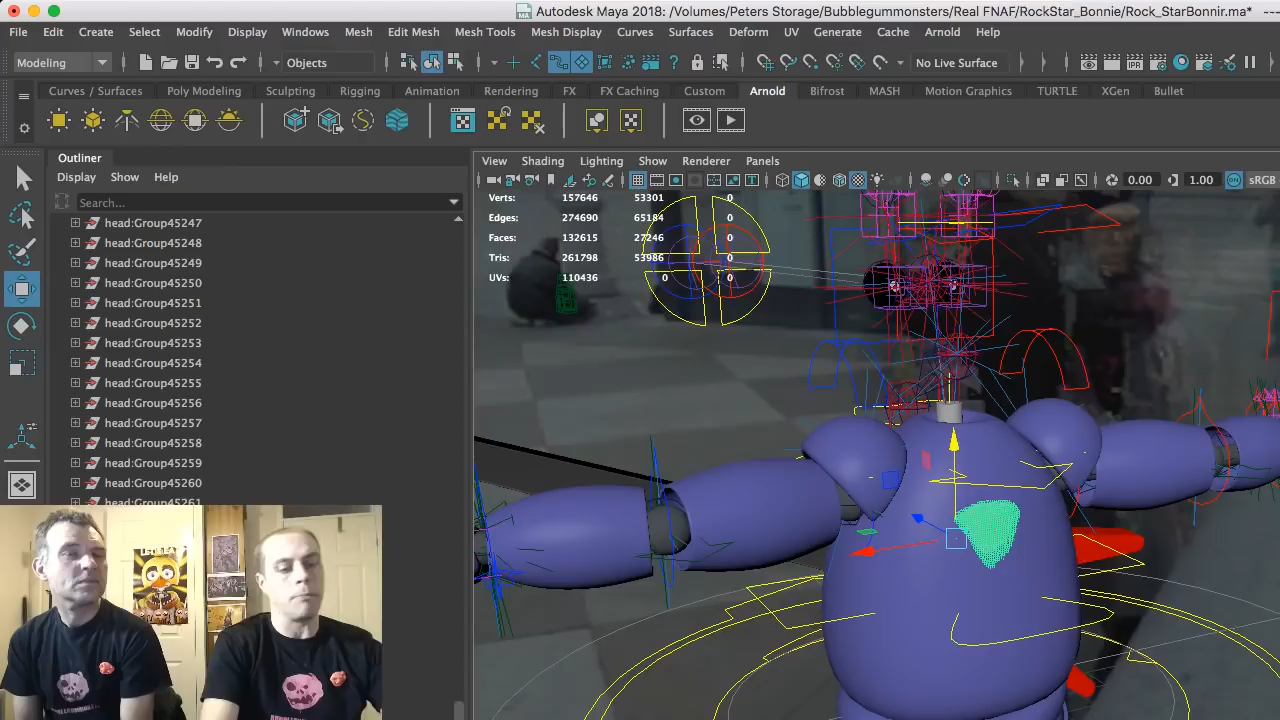 Autodesk Maya 2018: /Volunes/Peers Storage/Bubblegummonsters/Real FNAF/RockStar_Bonnie/Rock_StarBonnir.ma* ---
File Edit Create Select Modify Display Windows Mesh Edit Mesh Mesh Tools Mesh Display Curves Surfaces Deform UV Generate Cache Arnold Help
Modeling Objects No Live Surface
Curves / Surfaces Poly Modeling Sculpting Rigging Animation Rendering FX FX Caching Custom Arnold Bifrost MASH Motion Graphics TURTLE XGen Bullet
Outliner
Display Show Help
Search...
head:Group45247
head:Group45248
head:Group45249
head:Group45250
head:Group45251
head:Group45252
head:Group45253
head:Group45254
head:Group45255
head:Group45256
head:Group45257
head:Group45258
head:Group45259
head:Group45260
head:Group45261
View Shading Lighting Show Renderer Panels
0.00 1.00 sRGB
Verts: 157646 53301 0
Edges: 274690 65184 0
Faces: 132615 27246 0
Tris: 261798 53986 0
UVs: 110436 0 0